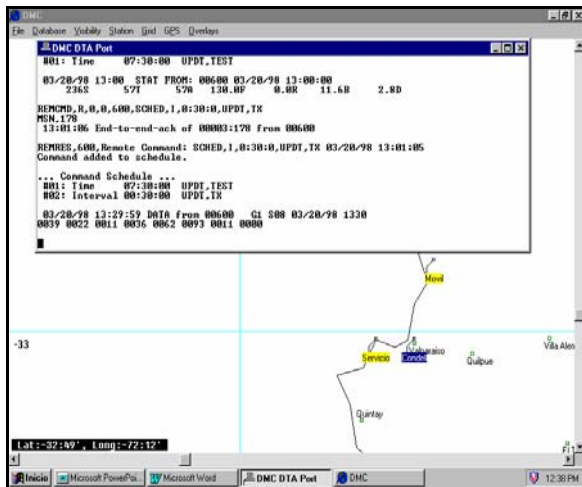 DMC
File Database Visibility Station Grid GPS Overlays
DMC DTA Port
#01: Time 07:30:00 UPDT,TEST
03/20/98 13:00 STAT FROM: 00600 03/20/98 13:00:00
236S 57T 57A 130.0F 0.0R 11.6B 2.8D
REMCMD,R,0,0,600,SCHED,I,0:30:0,UPDT,TX
MSN,178
13:01:06 End-to-end-ack of 00003:178 from 00600
REMRES,600,Remote Command: SCHED,I,0:30:0,UPDT,TX 03/20/98 13:01:05
Command added to schedule.
... Command Schedule ...
#01: Time 07:30:00 UPDT,TEST
#02: Interval 00:30:00 UPDT,TX
03/20/98 13:29:59 DATA from 00600 G1 S08 03/20/98 1330
0039 0022 0011 0036 0062 0093 0011 0000
Movil
-33
Valparaiso
Villa Alen
Servicio
Condell
Quilpue
Quintay
Lat:-32:49', Long:-72:12'
Inicio
Microsoft PowerPoi...
Microsoft Word
DMC DTA Port
DMC
12:38 PM